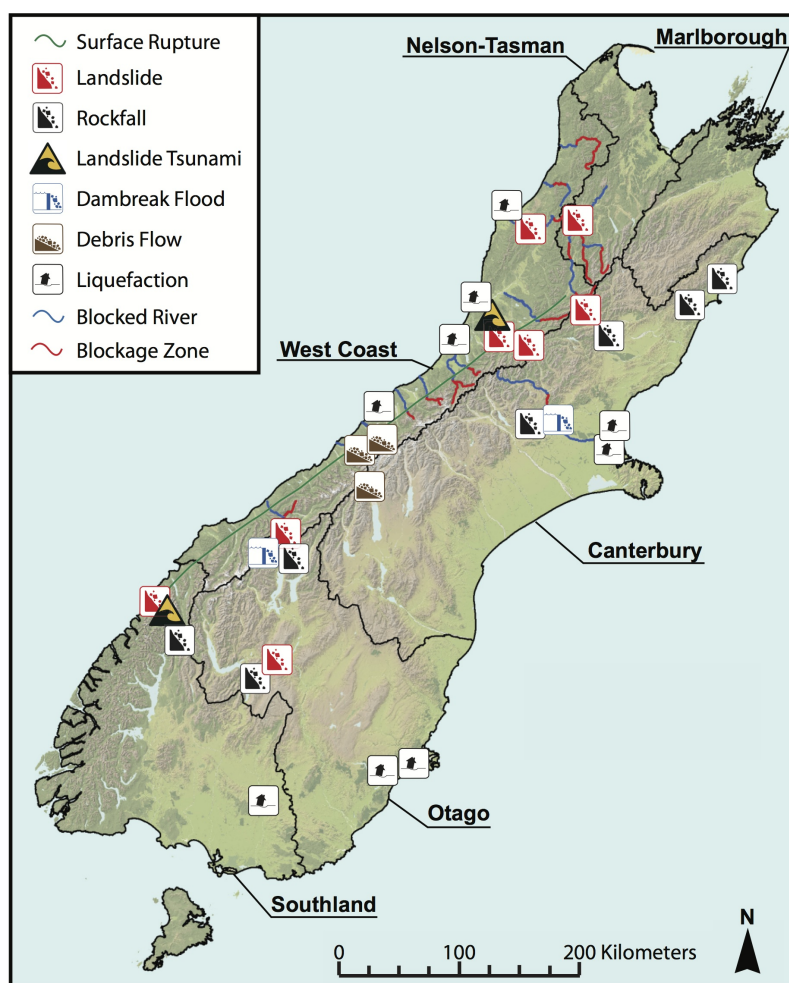 Surface Rupture
Landslide
Rockfall
Landslide Tsunami
Dambreak Flood
Debris Flow
Liquefaction
Blocked River
Blockage Zone
Nelson-Tasman
Marlborough
West Coast
Canterbury
Otago
Southland
0 100 200 Kilometers
N